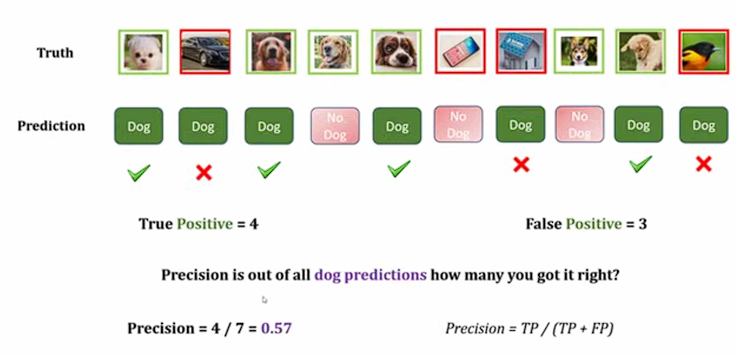 Truth
Prediction Dog Dog Dog No Dog Dog No Dog Dog No Dog Dog Dog
True Positive = 4 False Positive = 3
Precision is out of all dog predictions how many you got it right?
Precision = 4 / 7 = 0.57 Precision = TP / (TP + FP)